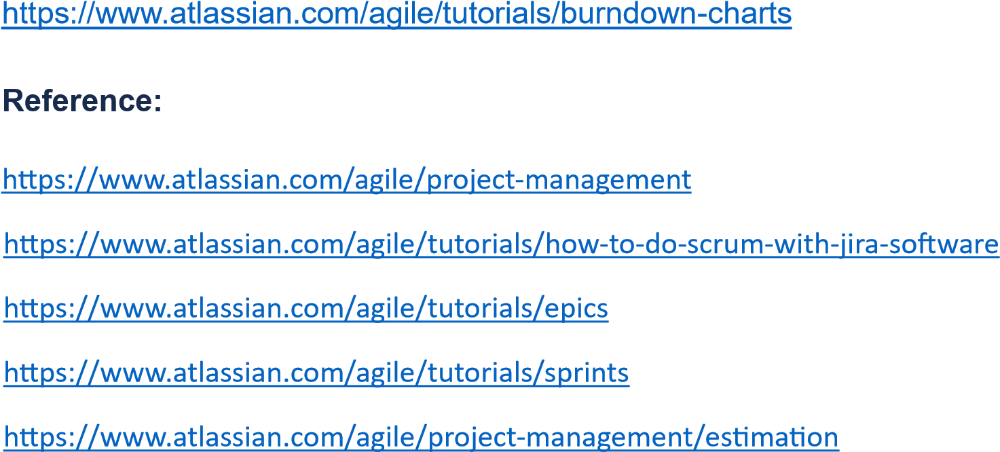 https://www.atlassian.com/agile/tutorials/burndown-charts
Reference:
https://www.atlassian.com/agile/project-management
https://www.atlassian.com/agile/tutorials/how-to-do-scrum-with-jira-software
https://www.atlassian.com/agile/tutorials/epics
https://www.atlassian.com/agile/tutorials/sprints
https://www.atlassian.com/agile/project-management/estimation